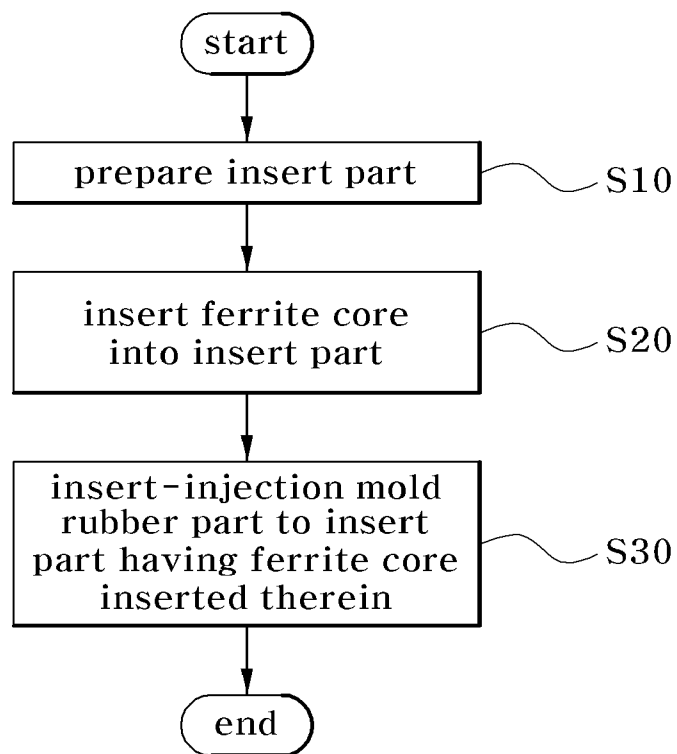 start
prepare insert part
S10
insert ferrite core
into insert part
S20
insert-injection mold
rubber part to insert
part having ferrite core
inserted therein
S30
end